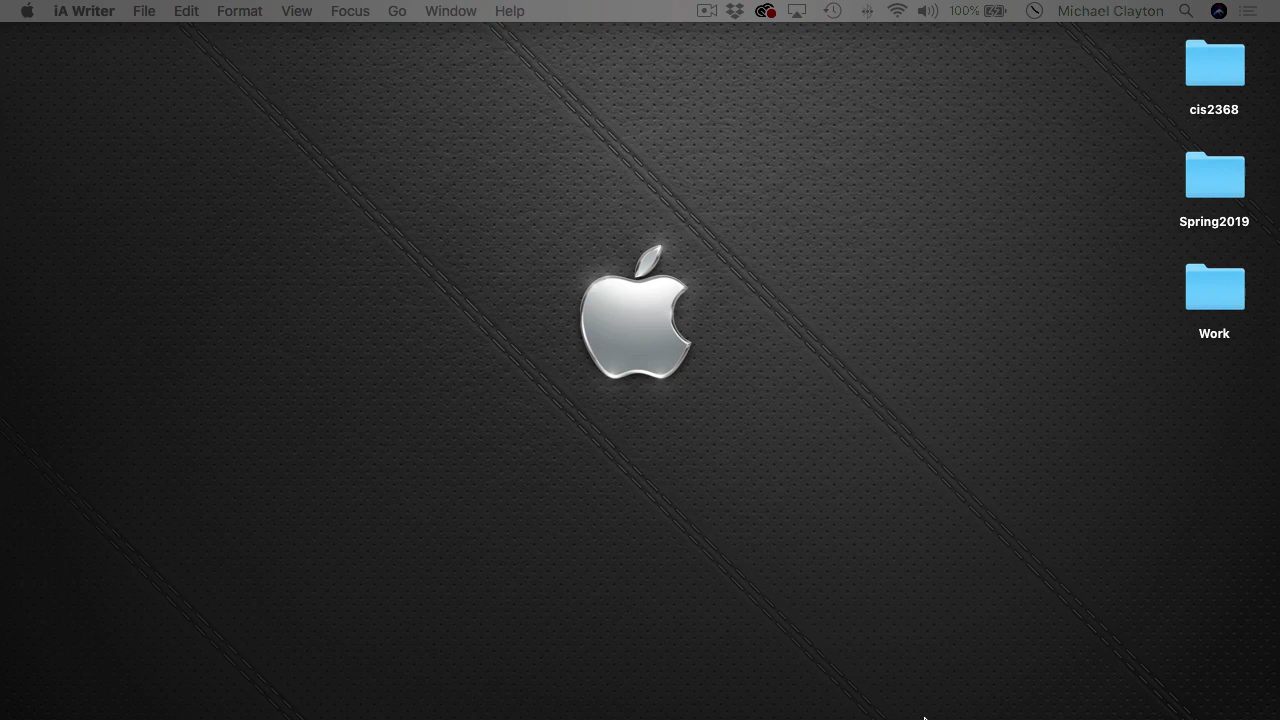 iA Writer File Edit Format View Focus Go Window Help 100% Michael Clayton
cis2368
Spring2019
Work